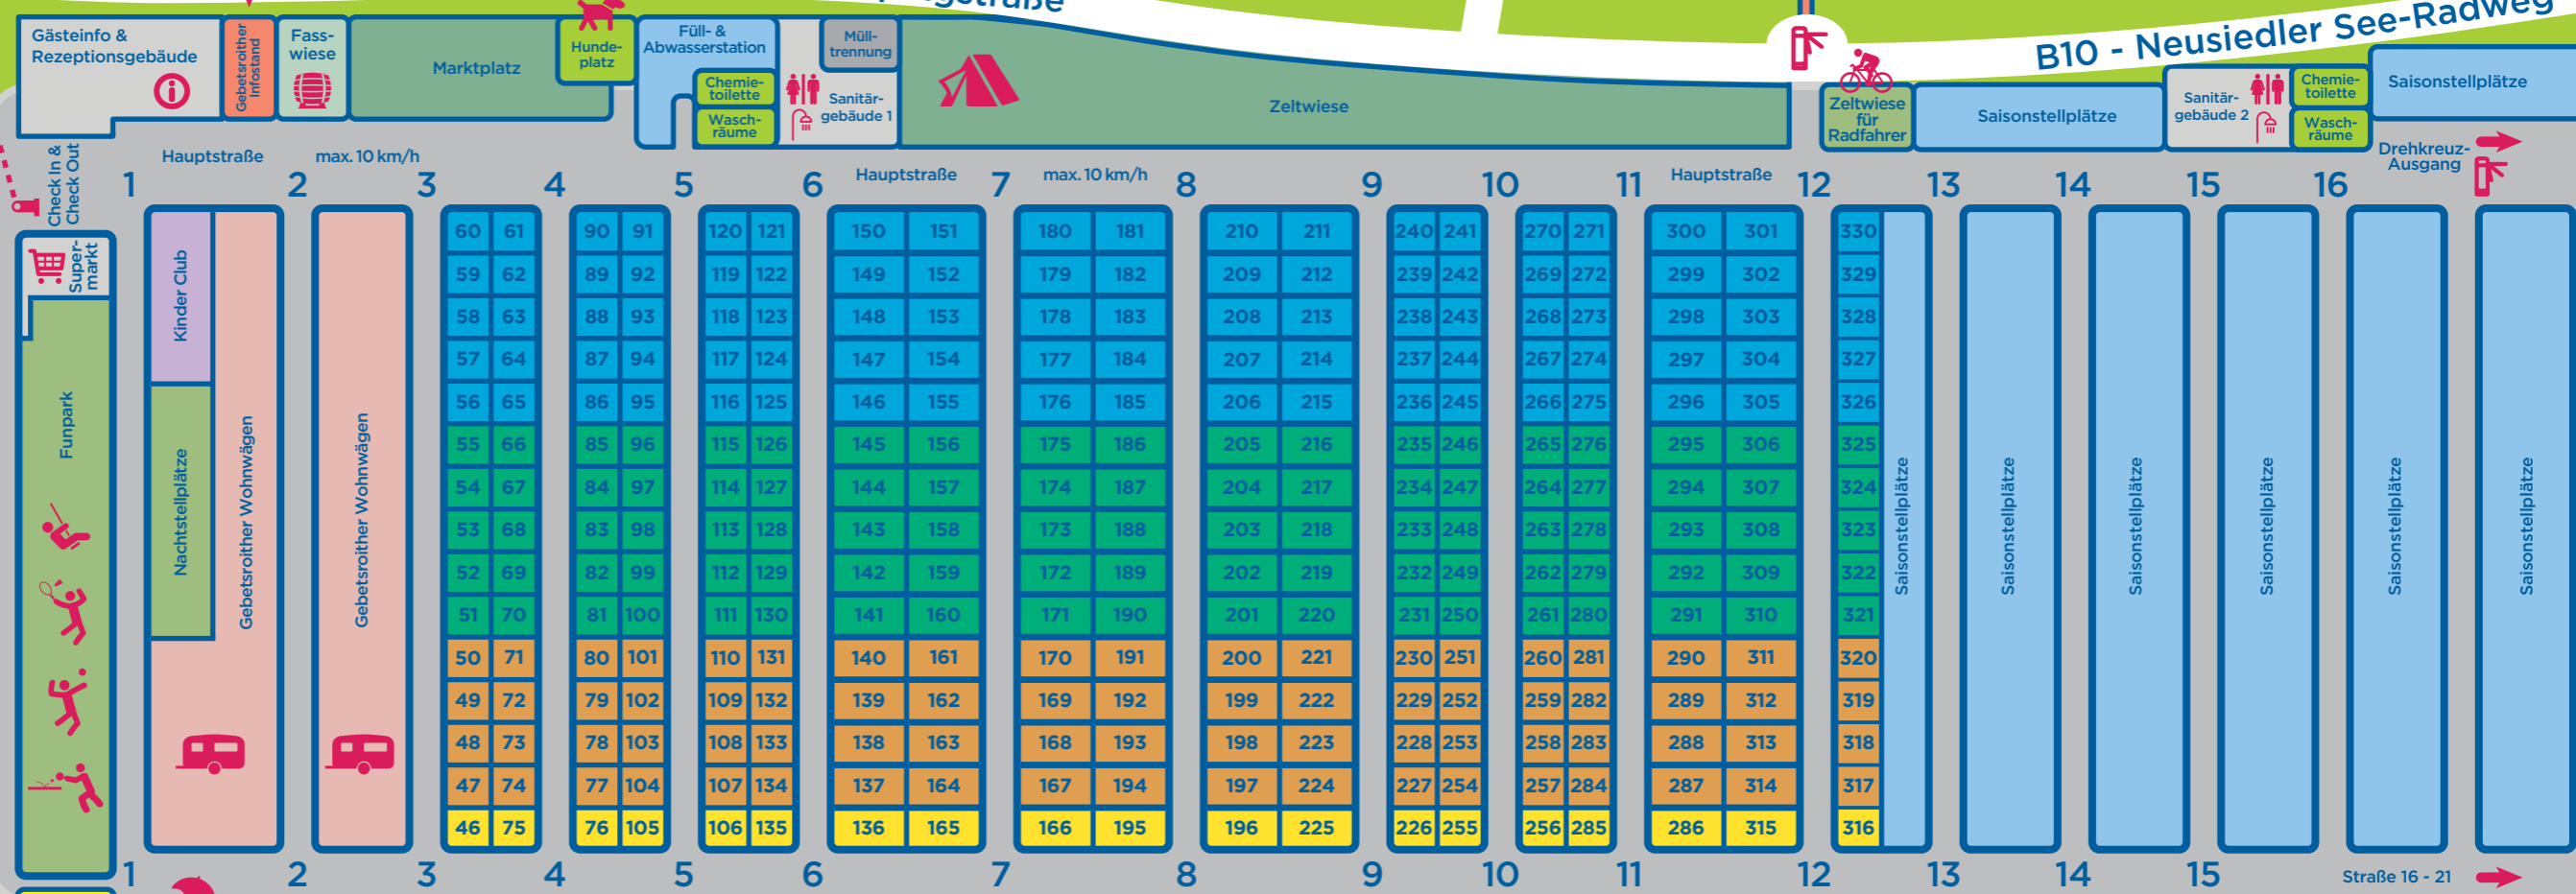 B10 - Neusiedler See-Radweg
Gästeinfo &
Rezeptionsgebäude
Gebetsroither
Infostand
Fass-
wiese
Marktplatz
Hunde-
platz
Füll- &
Abwasserstation
Chemie-
toilette
Wasch-
räume
Müll-
trennung
Sanitär-
gebäude 1
Zeltwiese
Zeltwiese
für
Radfahrer
Saisonstellplätze
Sanitär-
gebäude 2
Chemie-
toilette
Wasch-
räume
Saisonstellplätze
Drehkreuz-
Ausgang
Check In &
Check Out
Hauptstraße max. 10 km/h Hauptstraße max. 10 km/h Hauptstraße
1 2 3 4 5 6 7 8 9 10 11 12 13 14 15 16
Super-
markt
Funpark
Kinder Club
Nachtstellplätze
Gebetsroither Wohnwägen
Gebetsroither Wohnwägen
60 61 90 91 120 121 150 151 180 181 210 211 240 241 270 271 300 301 330
59 62 89 92 119 122 149 152 179 182 209 212 239 242 269 272 299 302 329
58 63 88 93 118 123 148 153 178 183 208 213 238 243 268 273 298 303 328
57 64 87 94 117 124 147 154 177 184 207 214 237 244 267 274 297 304 327
56 65 86 95 116 125 146 155 176 185 206 215 236 245 266 275 296 305 326
55 66 85 96 115 126 145 156 175 186 205 216 235 246 265 276 295 306 325
54 67 84 97 114 127 144 157 174 187 204 217 234 247 264 277 294 307 324
53 68 83 98 113 128 143 158 173 188 203 218 233 248 263 278 293 308 323
52 69 82 99 112 129 142 159 172 189 202 219 232 249 262 279 292 309 322
51 70 81 100 111 130 141 160 171 190 201 220 231 250 261 280 291 310 321
50 71 80 101 110 131 140 161 170 191 200 221 230 251 260 281 290 311 320
49 72 79 102 109 132 139 162 169 192 199 222 229 252 259 282 289 312 319
48 73 78 103 108 133 138 163 168 193 198 223 228 253 258 283 288 313 318
47 74 77 104 107 134 137 164 167 194 197 224 227 254 257 284 287 314 317
46 75 76 105 106 135 136 165 166 195 196 225 226 255 256 285 286 315 316
Saisonstellplätze
Saisonstellplätze
Saisonstellplätze
Saisonstellplätze
Saisonstellplätze
Saisonstellplätze
1 2 3 4 5 6 7 8 9 10 11 12 13 14 15 Straße 16 - 21